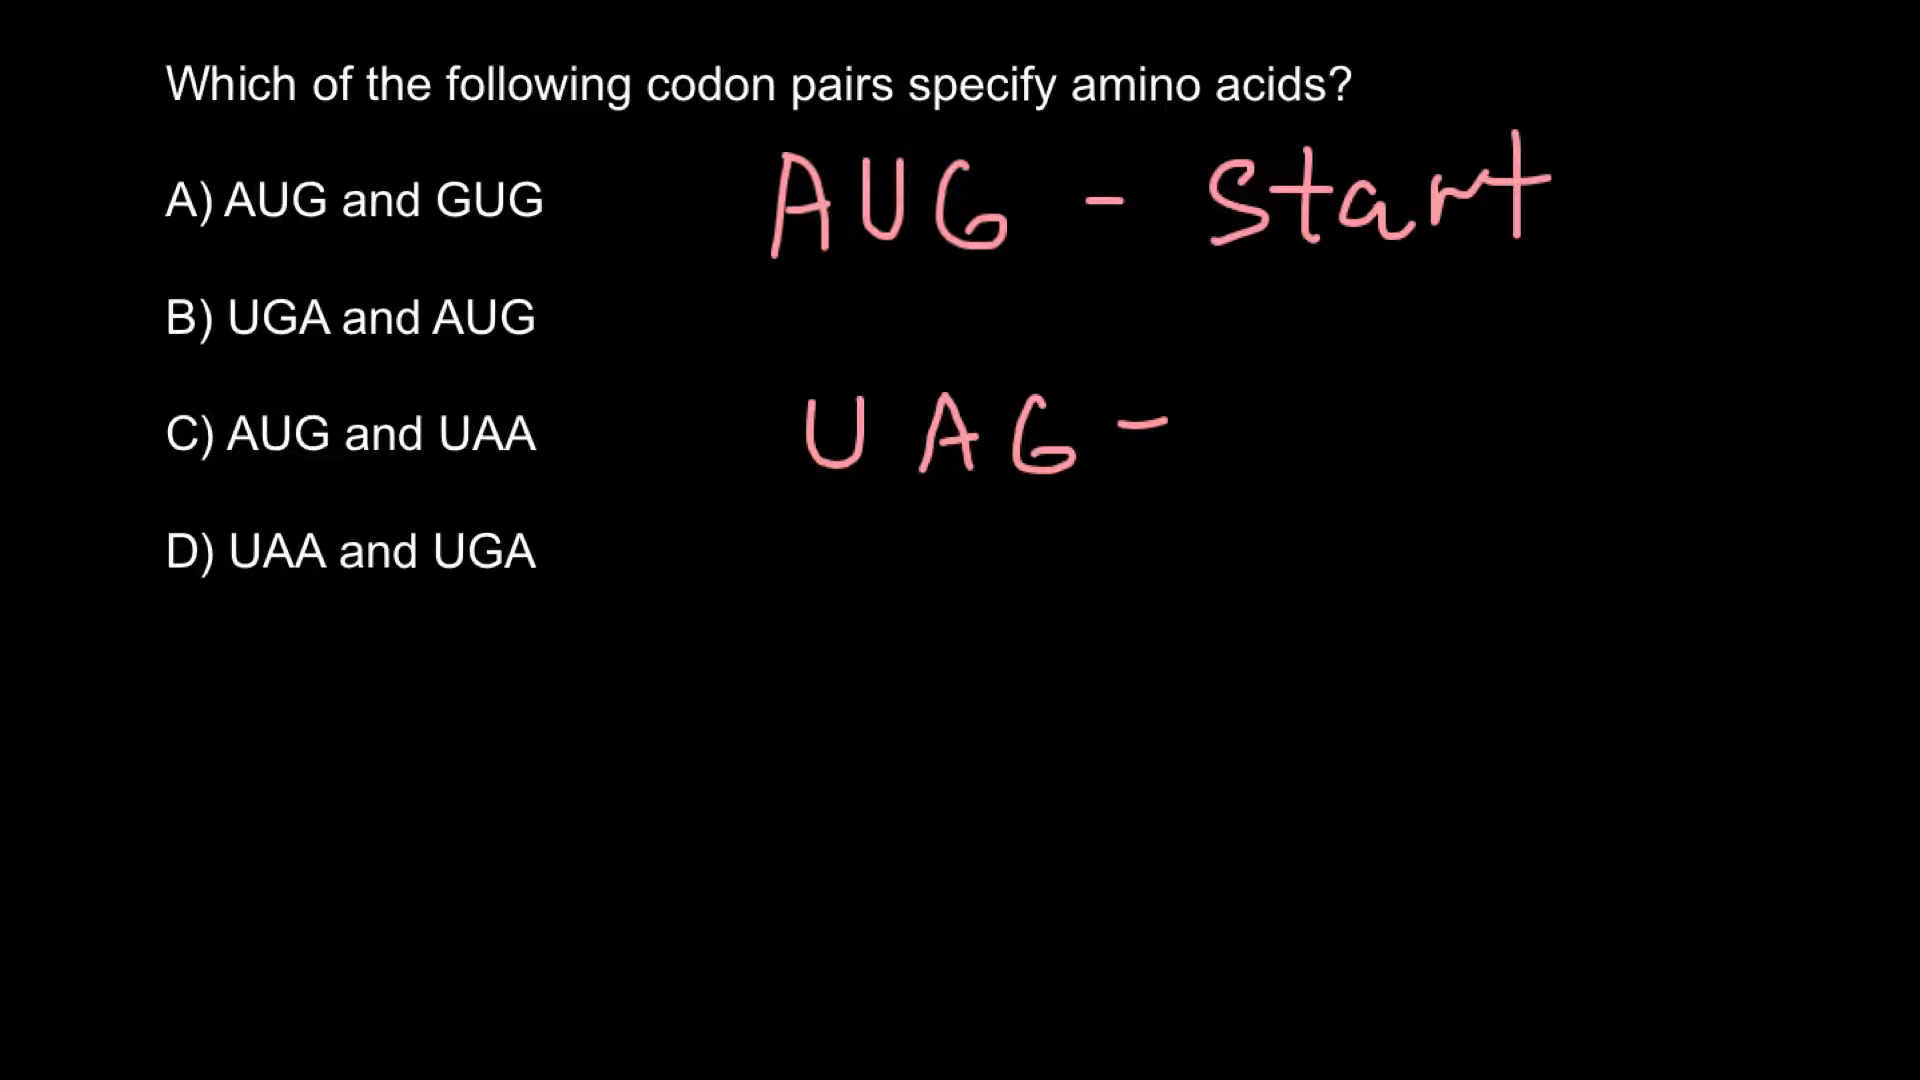 Which of the following codon pairs specify amino acids?
A) AUG and GUG
AUG - Start
B) UGA and AUG
C) AUG and UAA
UAG -
D) UAA and UGA